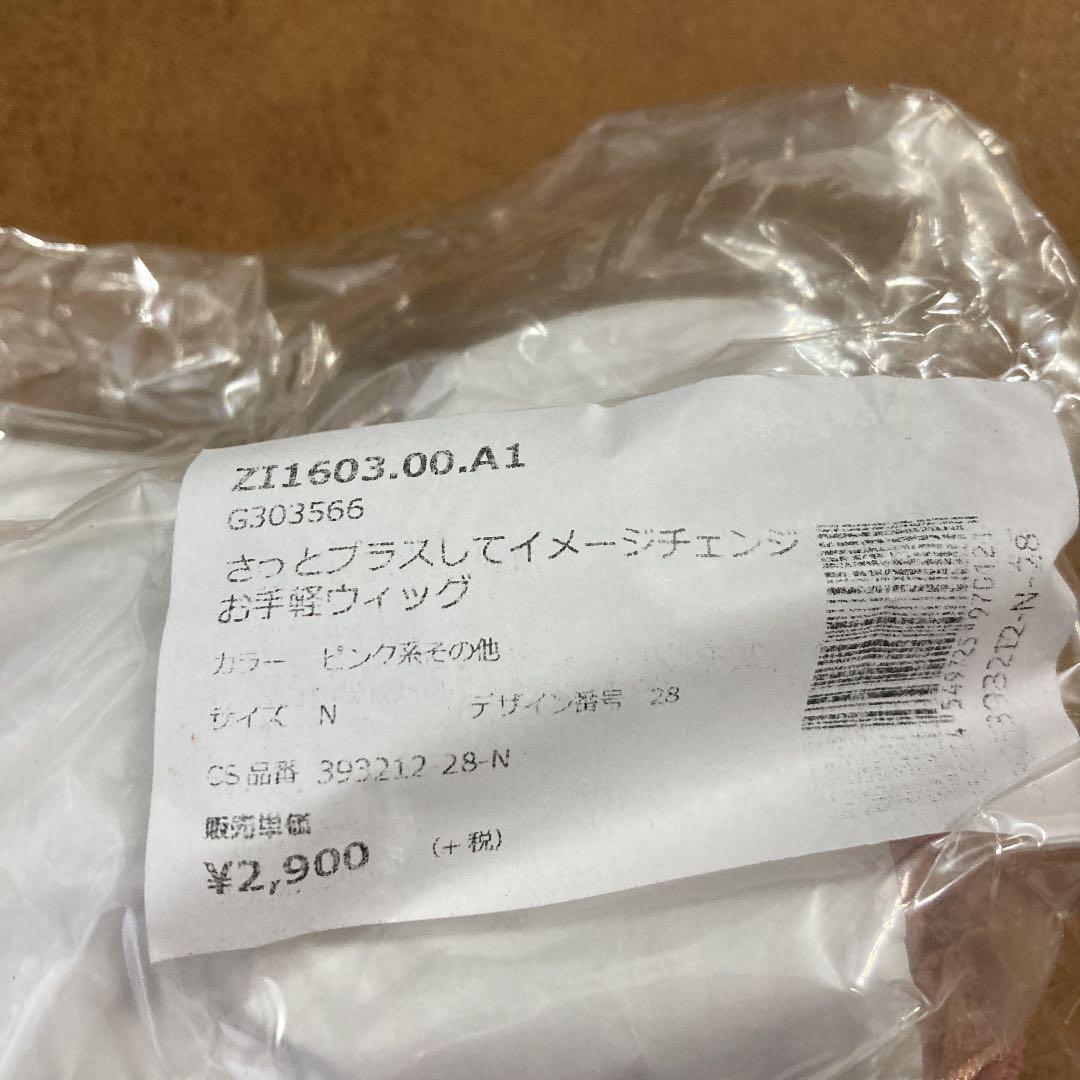 ZI1603.00.A1
G303566
さっとプラスしてイメージチェンジ
お手軽ウィッグ
カラー ピンク系その他
サイズ N デザイン番号 28
CS品番 393212 28-N
販売単価
¥2,900 (+税)
393212-N-28